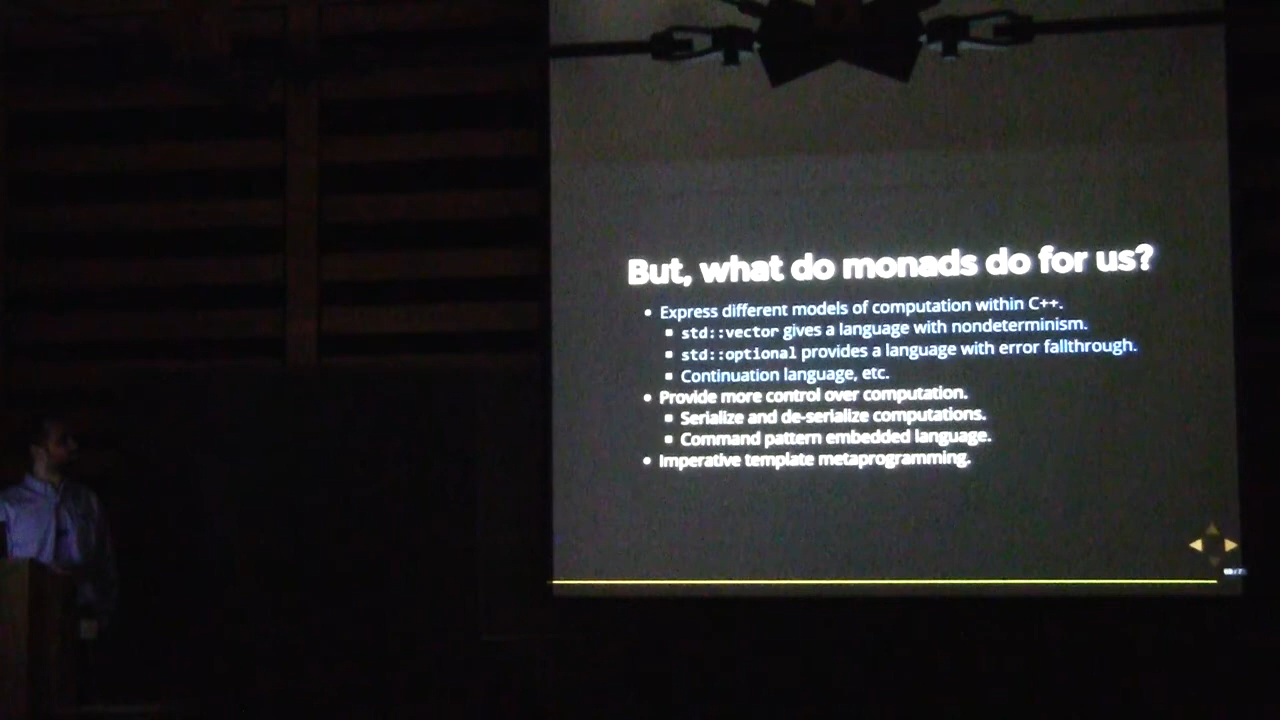 But, what do monads do for us?
Express different models of computation within C++.
std::vector gives a language with nondeterminism.
std::optional provides a language with error fallthrough.
Continuation language, etc.
Provide more control over computation.
Serialize and de-serialize computations.
Command pattern embedded language.
Imperative template metaprogramming.